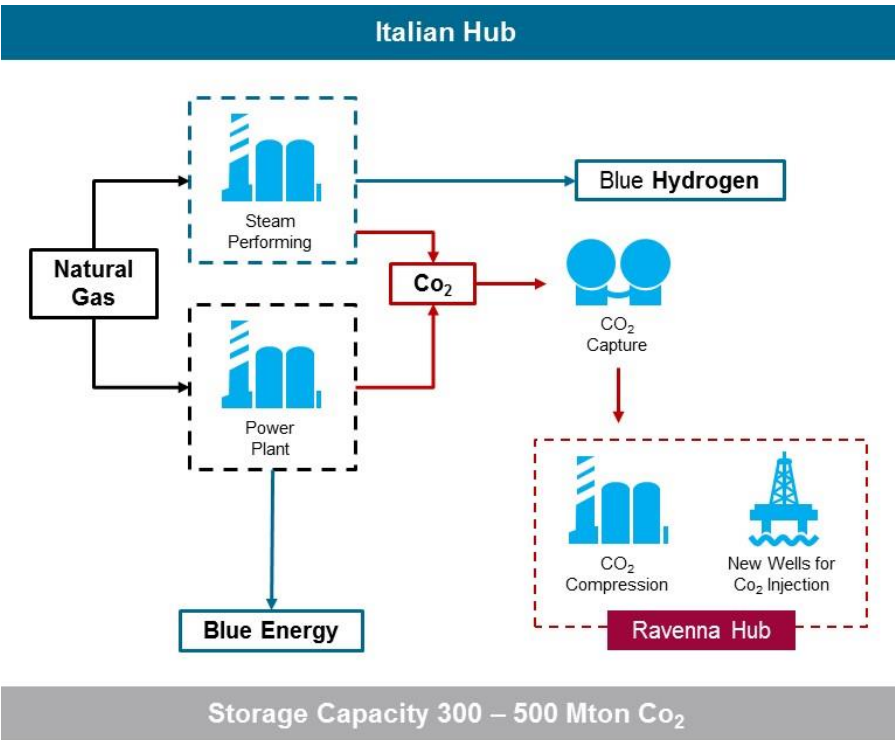 Italian Hub
Steam
Performing
Blue Hydrogen
Natural
Gas
Co₂
CO₂
Capture
Power
Plant
CO₂
Compression
New Wells for
Co₂ Injection
Blue Energy
Ravenna Hub
Storage Capacity 300 – 500 Mton Co₂